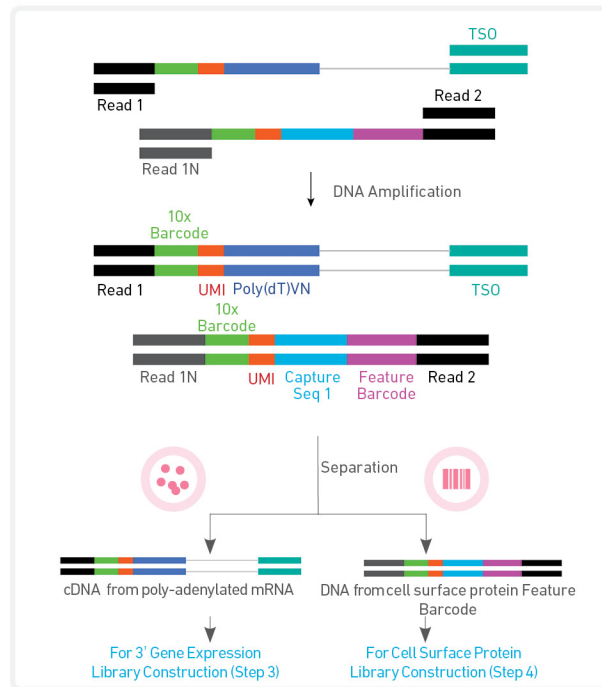 TSO
Read 1
Read 2
Read 1N
DNA Amplification
10x
Barcode
Read 1
UMI
Poly(dT)VN
TSO
10x
Barcode
Read 1N
UMI
Capture
Seq 1
Feature
Barcode
Read 2
Separation
cDNA from poly-adenylated mRNA
DNA from cell surface protein Feature
Barcode
For 3’ Gene Expression
Library Construction (Step 3)
For Cell Surface Protein
Library Construction (Step 4)